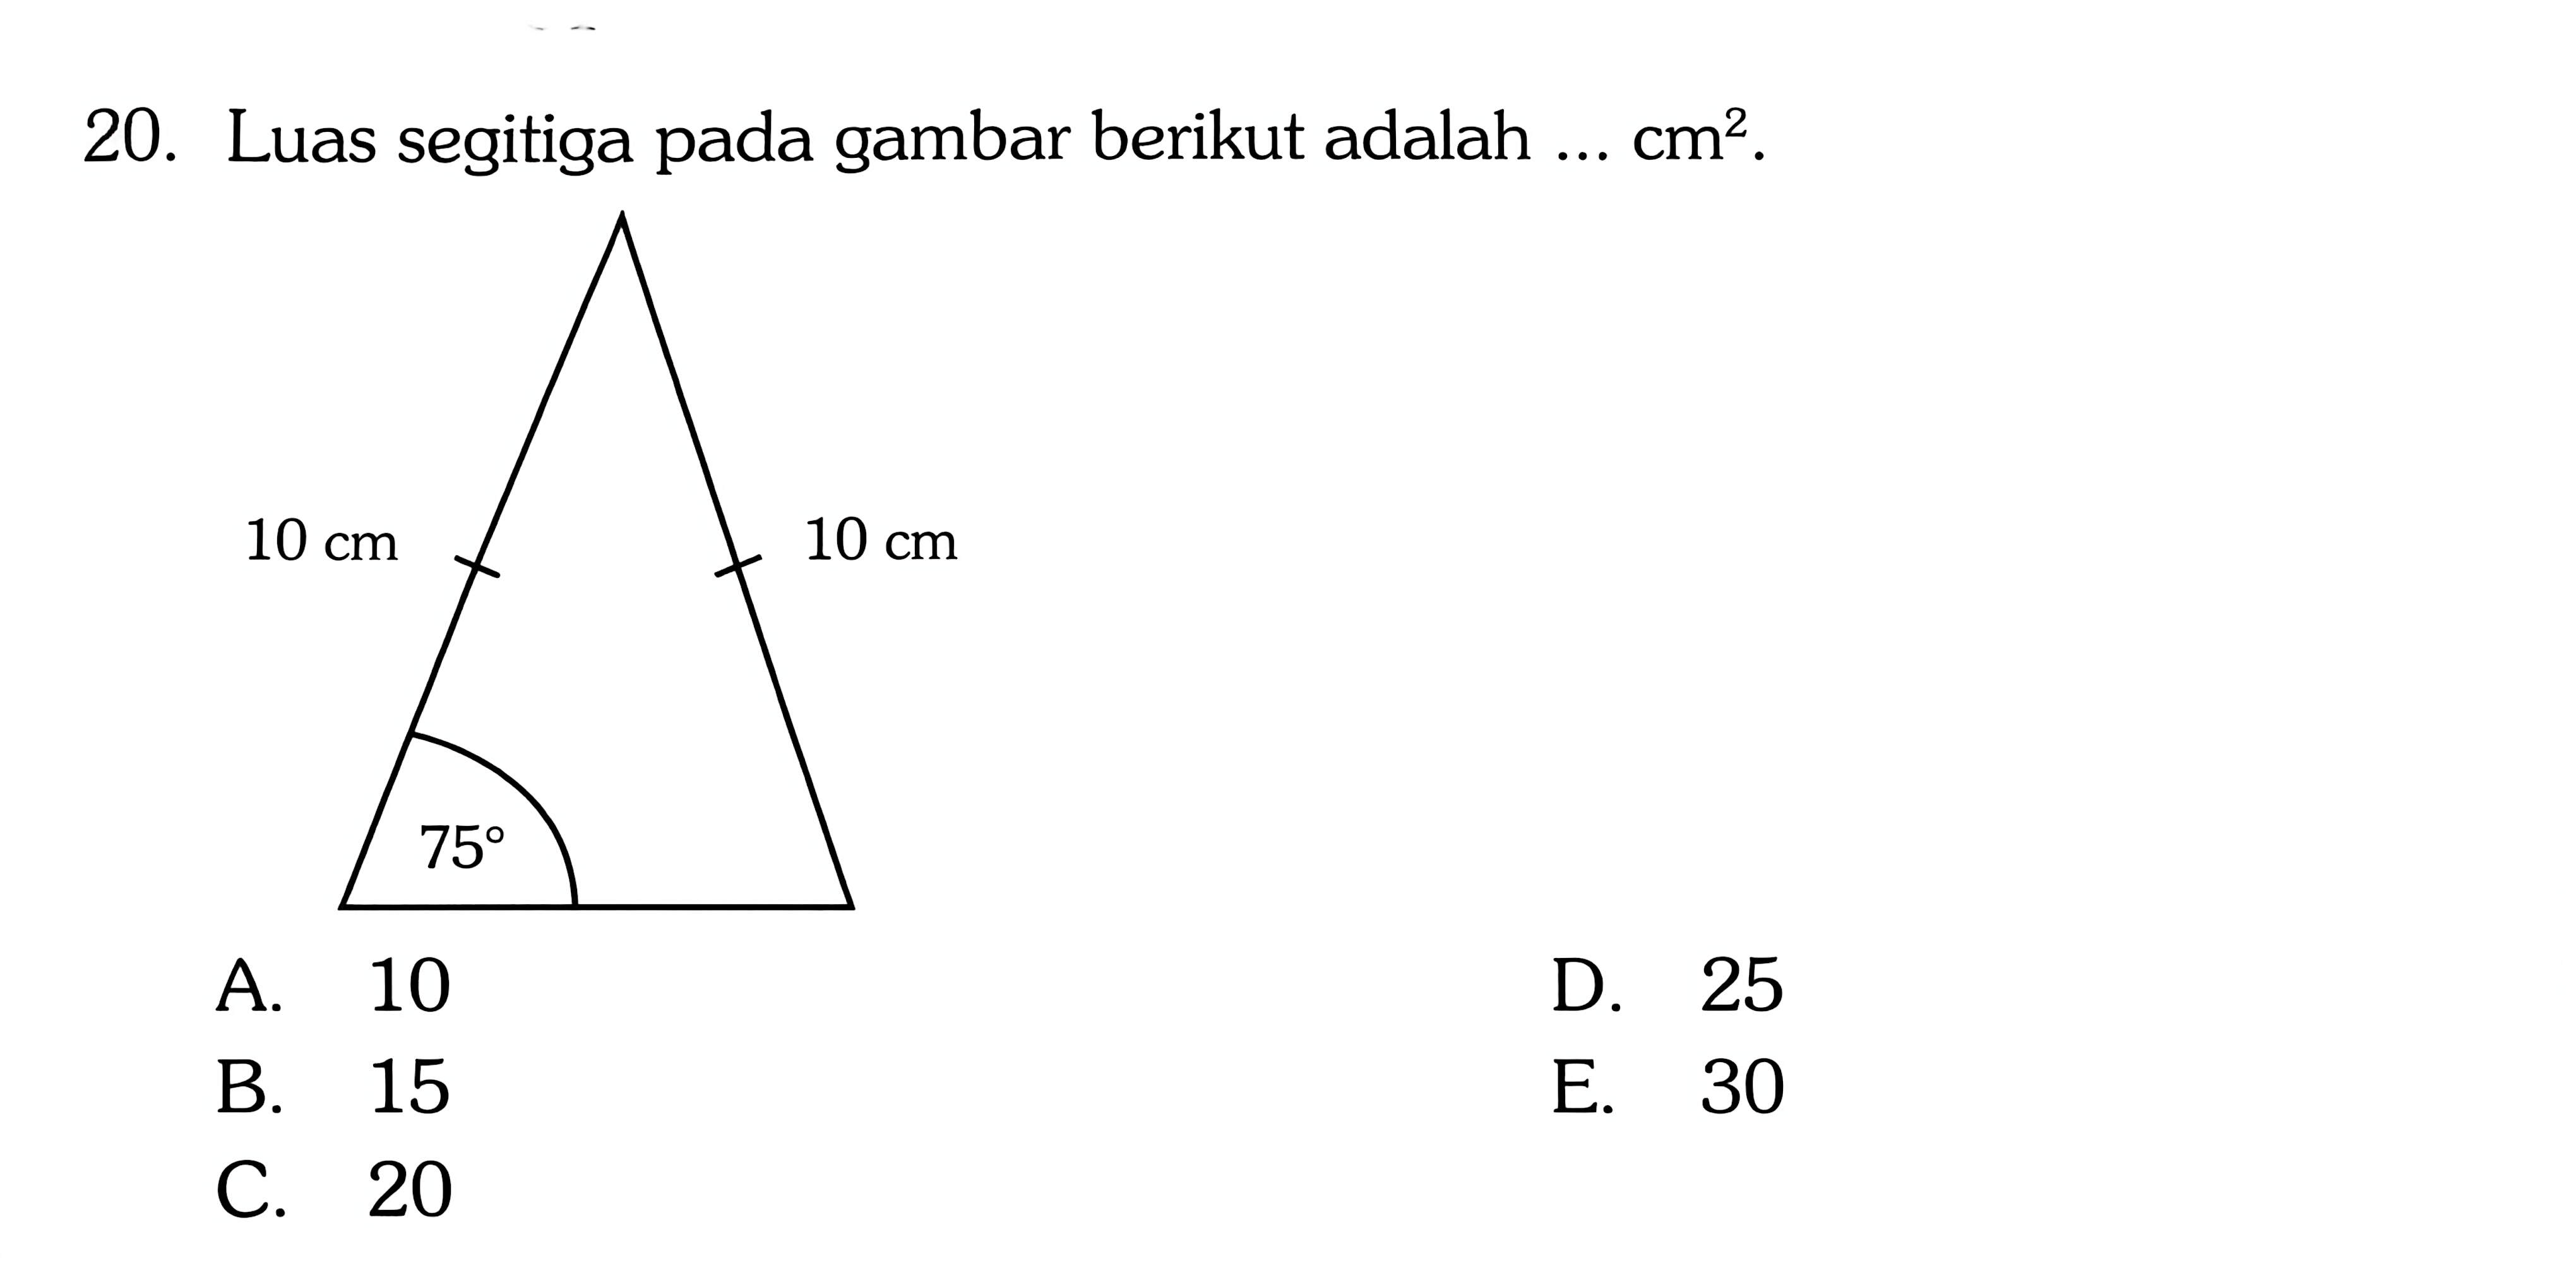 20. Luas segitiga pada gambar berikut adalah ... cm².
10 cm 10 cm
75°
A. 10 D. 25
B. 15 E. 30
C. 20